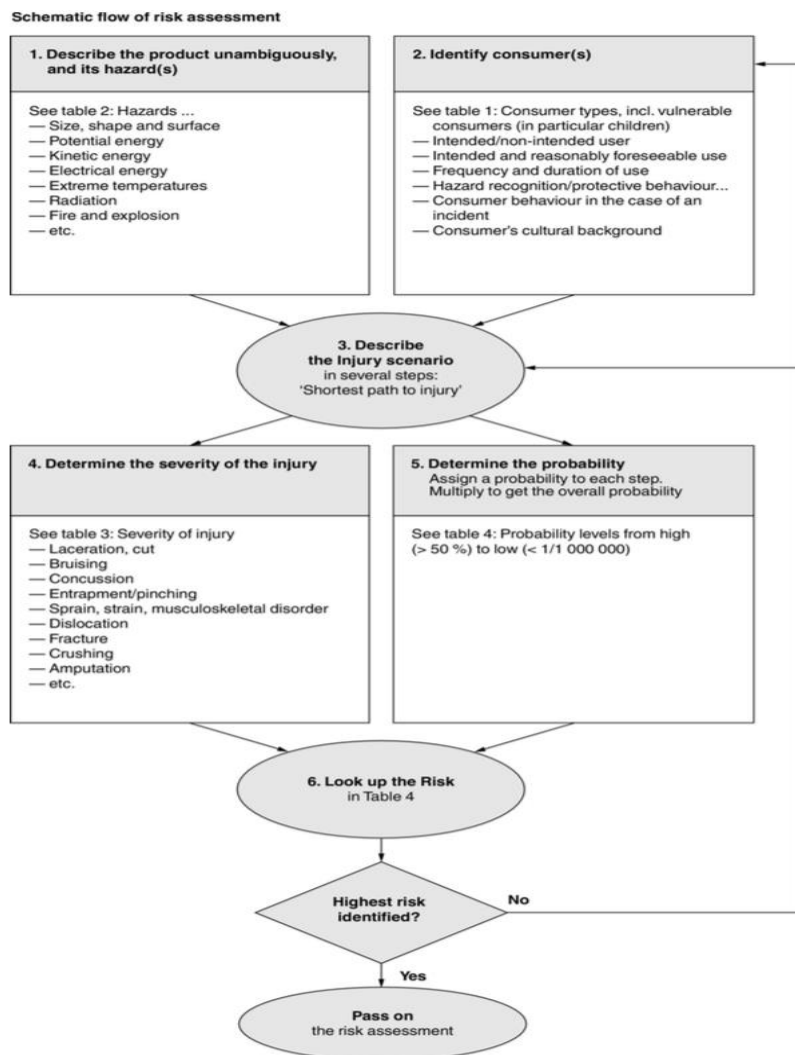 Schematic flow of risk assessment
1. Describe the product unambiguously,
and its hazard(s)
See table 2: Hazards ...
— Size, shape and surface
— Potential energy
— Kinetic energy
— Electrical energy
— Extreme temperatures
— Radiation
— Fire and explosion
— etc.
2. Identify consumer(s)
See table 1: Consumer types, incl. vulnerable
consumers (in particular children)
— Intended/non-intended user
— Intended and reasonably foreseeable use
— Frequency and duration of use
— Hazard recognition/protective behaviour...
— Consumer behaviour in the case of an
incident
— Consumer's cultural background
3. Describe
the Injury scenario
in several steps:
'Shortest path to injury'
4. Determine the severity of the injury
See table 3: Severity of injury
— Laceration, cut
— Bruising
— Concussion
— Entrapment/pinching
— Sprain, strain, musculoskeletal disorder
— Dislocation
— Fracture
— Crushing
— Amputation
— etc.
5. Determine the probability
Assign a probability to each step.
Multiply to get the overall probability
See table 4: Probability levels from high
(> 50 %) to low (< 1/1 000 000)
6. Look up the Risk
in Table 4
Highest risk
identified?
No
Yes
Pass on
the risk assessment